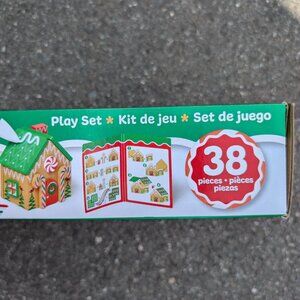 Play Set * Kit de jeu * Set de juego
38
pieces • pièces
piezas